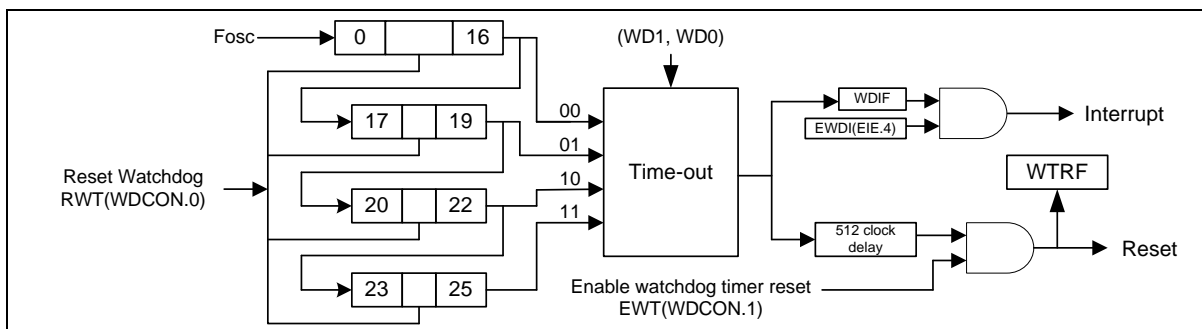 Fosc
0 16
(WD1, WD0)
17 19
00
01
10
11
Time-out
WDIF
EWDI(EIE.4)
Interrupt
Reset Watchdog
RWT(WDCON.0)
20 22
WTRF
512 clock
delay
Reset
23 25
Enable watchdog timer reset
EWT(WDCON.1)